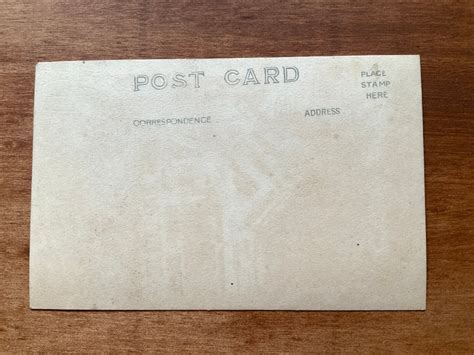 POST CARD
PLACE
STAMP
HERE
CORRESPONDENCE
ADDRESS